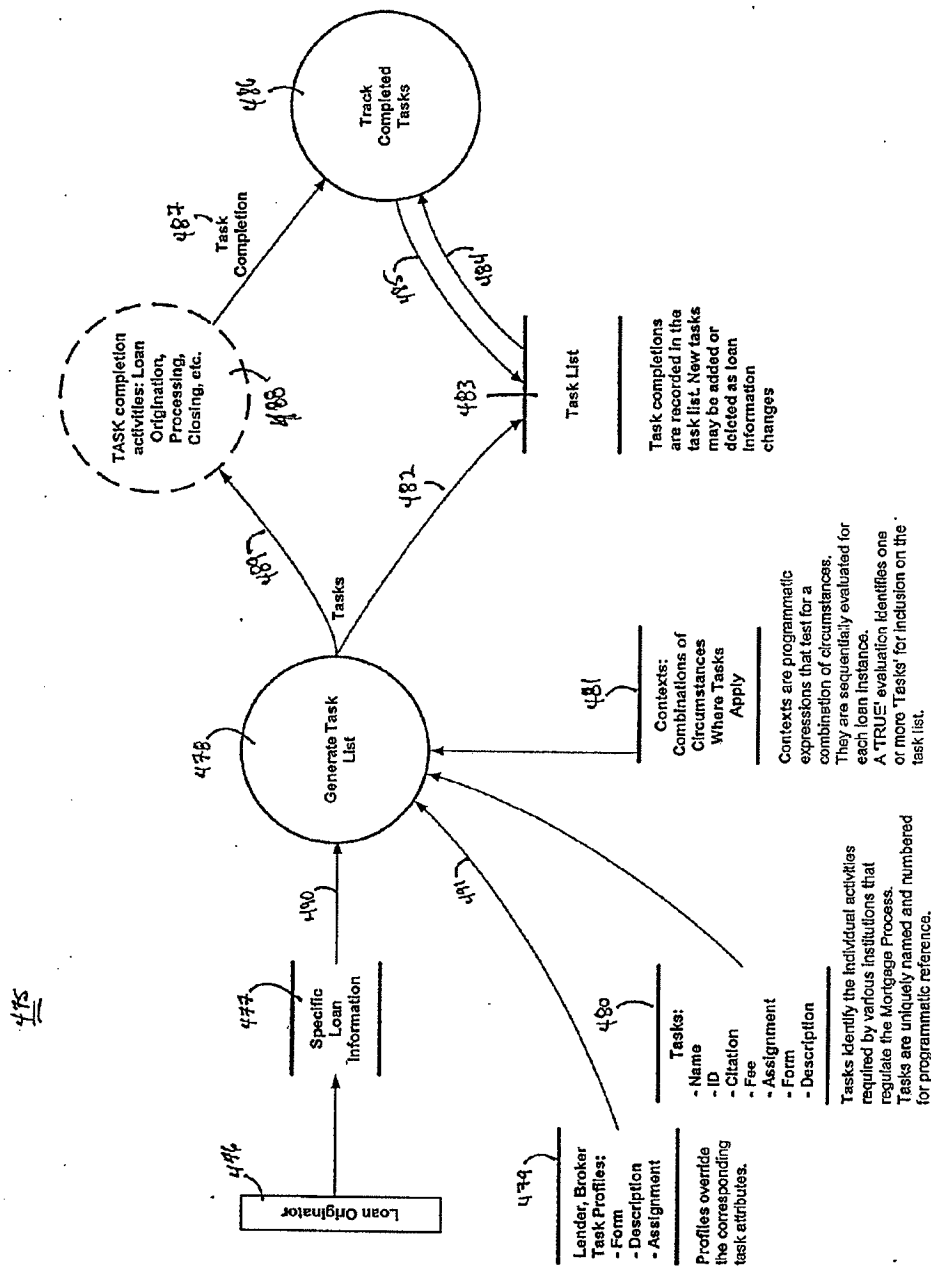 475
476
Loan Originator
477
Specific
Loan
Information
490
478
Generate Task
List
479
Lender, Broker
Task Profiles:
- Form
- Description
- Assignment
Profiles override
the corresponding
task attributes.
491
480
Tasks:
- Name
- ID
- Citation
- Fee
- Assignment
- Form
- Description
Tasks identify the individual activities
required by various institutions that
regulate the Mortgage Process.
Tasks are uniquely named and numbered
for programmatic reference.
481
Contexts:
Combinations of
Circumstances
Where Tasks
Apply
Contexts are programmatic
expressions that test for a
combination of circumstances.
They are sequentially evaluated for
each loan instance.
A 'TRUE' evaluation identifies one
or more 'Tasks' for inclusion on the
task list.
Tasks
489
482
TASK completion
activities: Loan
Origination,
Processing,
Closing, etc.
488
483
Task List
Task completions
are recorded in the
task list. New tasks
may be added or
deleted as loan
information
changes
487
Task
Completion
485
484
486
Track
Completed
Tasks